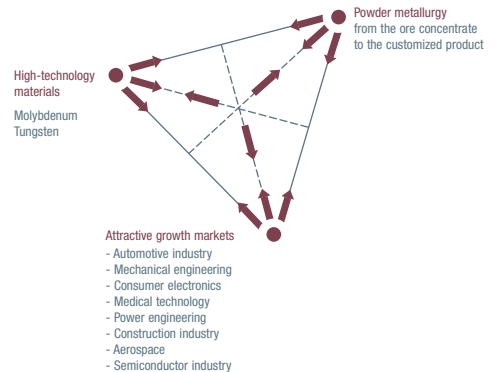 Powder metallurgy
from the ore concentrate
to the customized product
High-technology
materials
Molybdenum
Tungsten
Attractive growth markets
- Automotive industry
- Mechanical engineering
- Consumer electronics
- Medical technology
- Power engineering
- Construction industry
- Aerospace
- Semiconductor industry